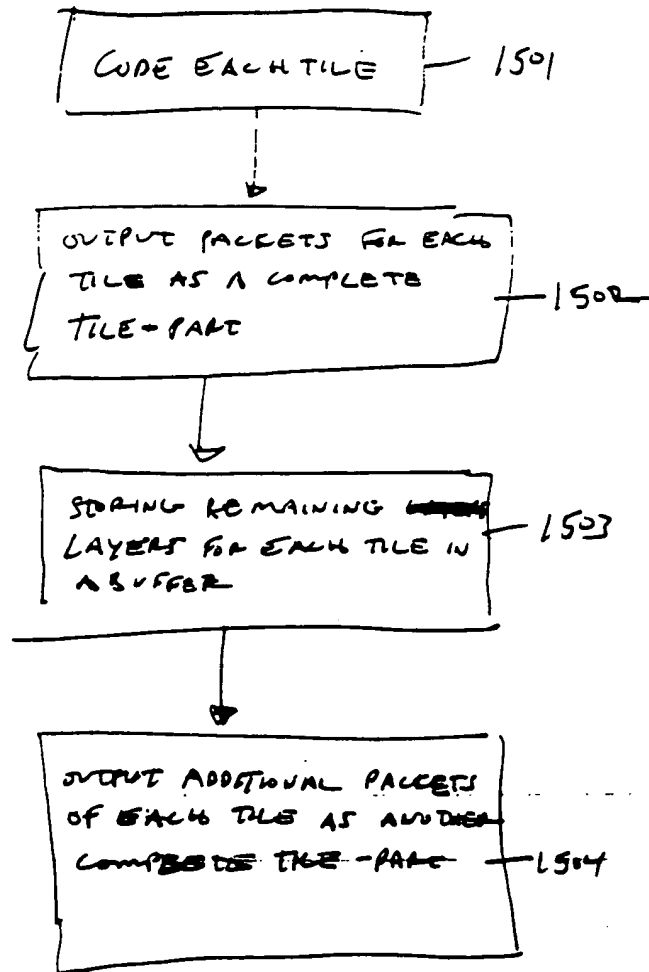 CODE EACH TILE
1501
OUTPUT PACKETS FOR EACH
TILE AS A COMPLETE
TILE-PART
1502
STORING REMAINING
LAYERS FOR EACH TILE IN
A BUFFER
1503
OUTPUT ADDITIONAL PACKETS
OF EACH TILE AS ANOTHER
COMPLETE TILE-PART
1504